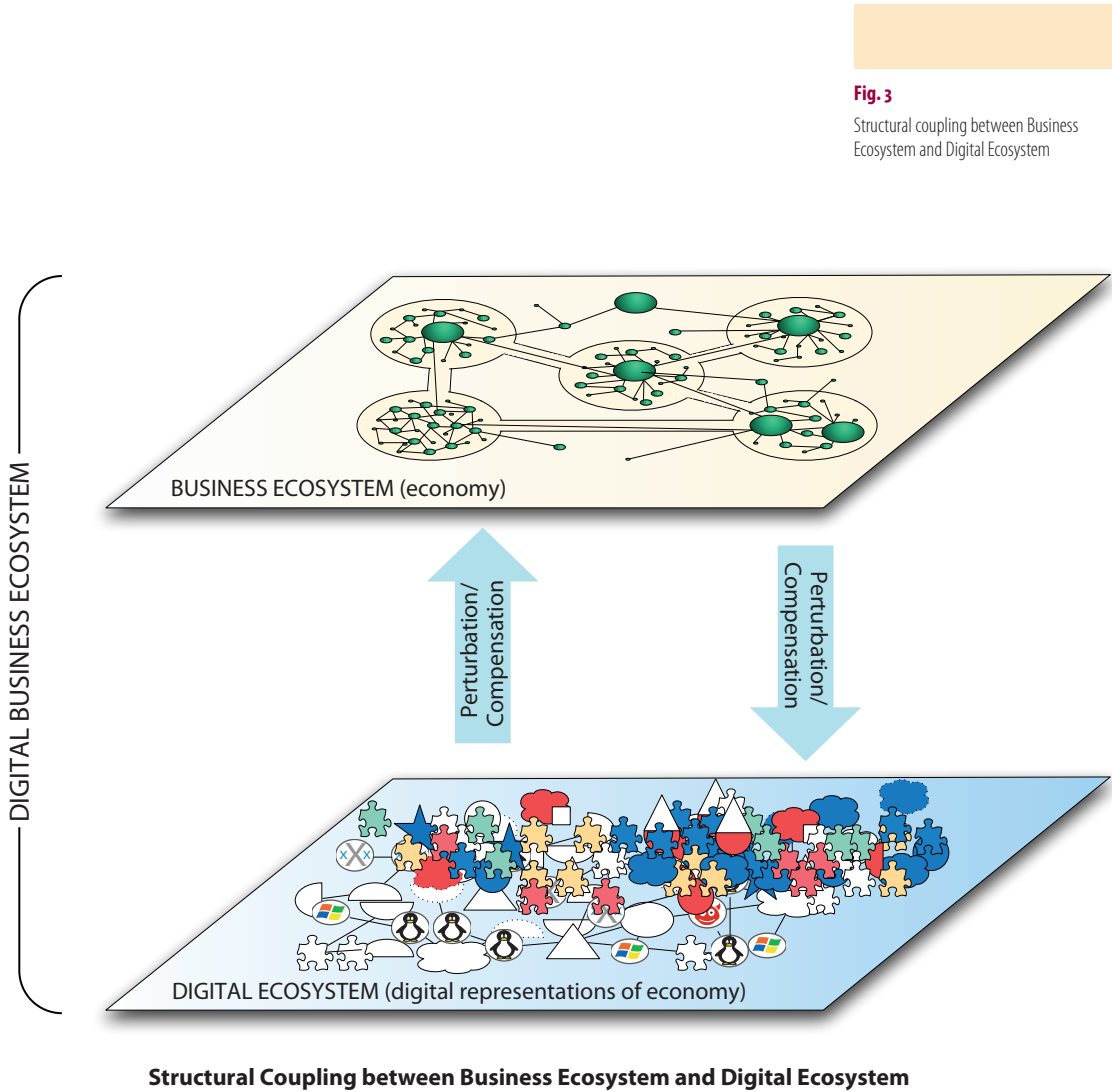 Fig. 3
Structural coupling between Business
Ecosystem and Digital Ecosystem
DIGITAL BUSINESS ECOSYSTEM
BUSINESS ECOSYSTEM (economy)
Perturbation/
Compensation
Perturbation/
Compensation
X
X
X
X
X
DIGITAL ECOSYSTEM (digital representations of economy)
Structural Coupling between Business Ecosystem and Digital Ecosystem